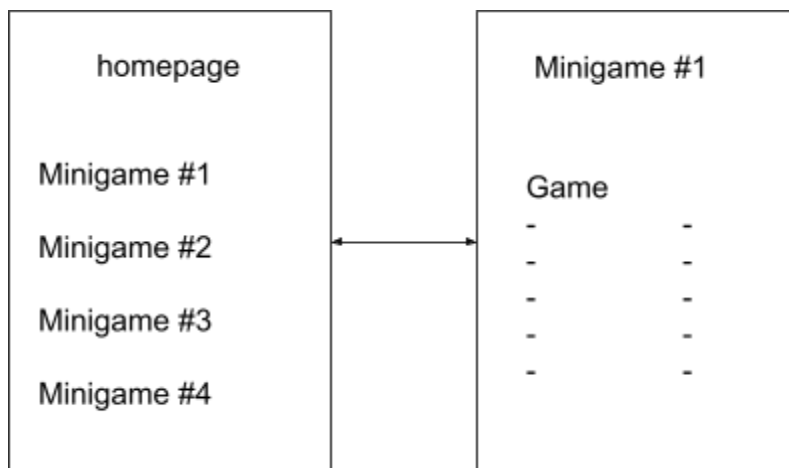 homepage
Minigame #1
Minigame #2
Minigame #3
Minigame #4
Minigame #1
Game
- -
- -
- -
- -
- -